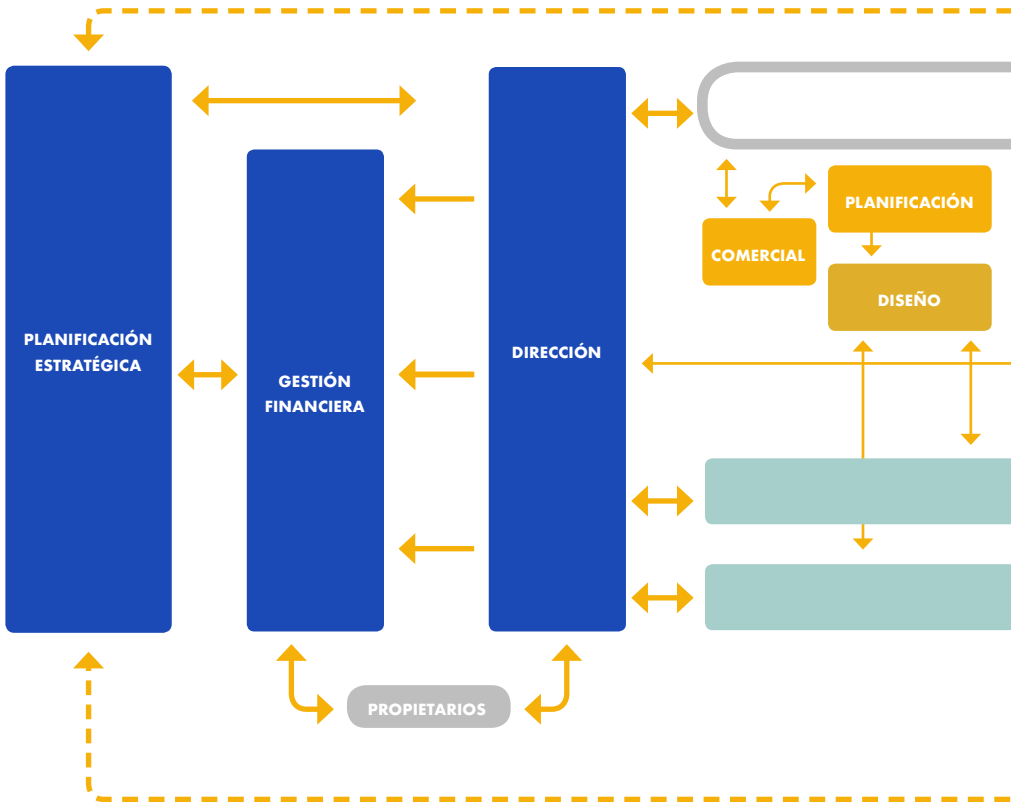 PLANIFICACIÓN
ESTRATÉGICA
GESTIÓN
FINANCIERA
DIRECCIÓN
PROPIETARIOS
COMERCIAL
PLANIFICACIÓN
DISEÑO